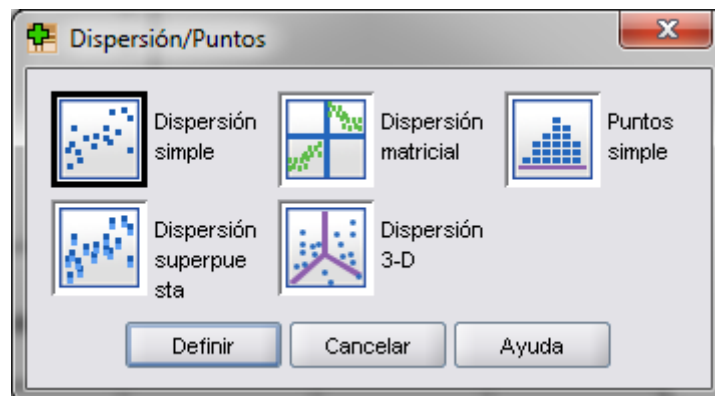 Dispersión/Puntos
Dispersión
simple
Dispersión
matricial
Puntos
simple
Dispersión
superpue
sta
Dispersión
3-D
Definir
Cancelar
Ayuda